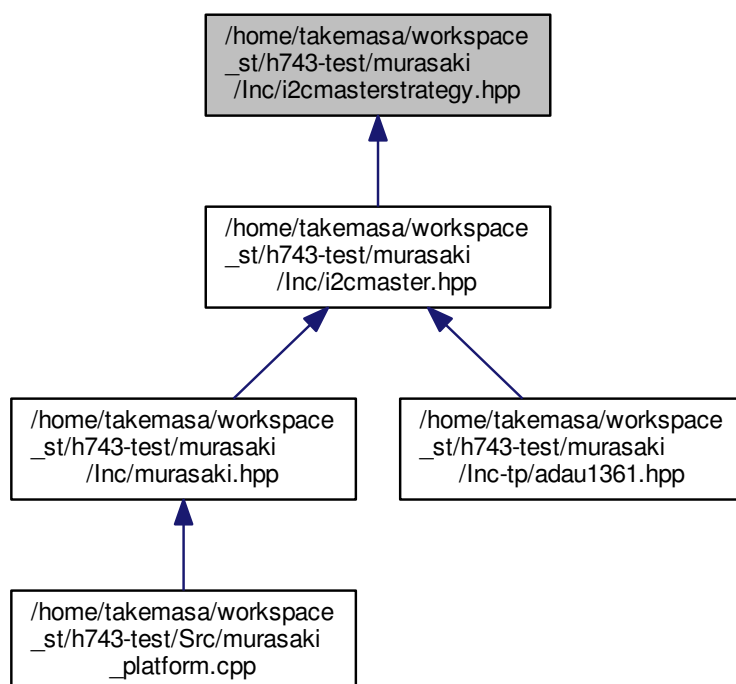 /home/takemasa/workspace
_st/h743-test/murasaki
/Inc/i2cmasterstrategy.hpp
/home/takemasa/workspace
_st/h743-test/murasaki
/Inc/i2cmaster.hpp
/home/takemasa/workspace
_st/h743-test/murasaki
/Inc/murasaki.hpp
/home/takemasa/workspace
_st/h743-test/murasaki
/Inc-tp/adau1361.hpp
/home/takemasa/workspace
_st/h743-test/Src/murasaki
_platform.cpp